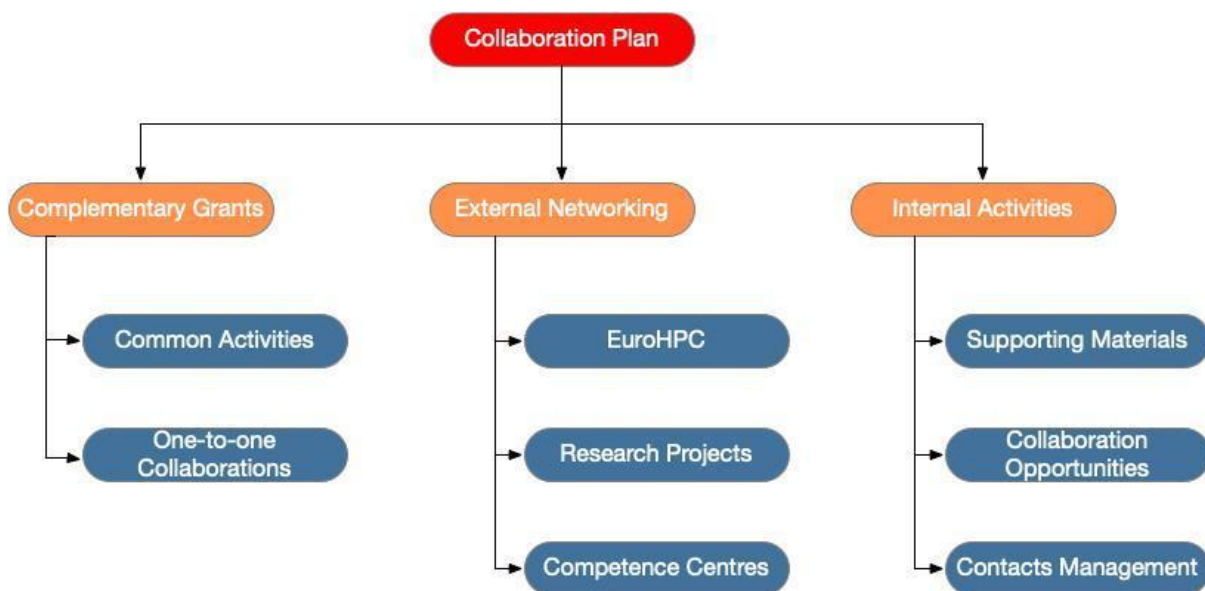 Collaboration Plan
Complementary Grants
External Networking
Internal Activities
Common Activities
EuroHPC
Supporting Materials
One-to-one
Collaborations
Research Projects
Collaboration
Opportunities
Competence Centres
Contacts Management